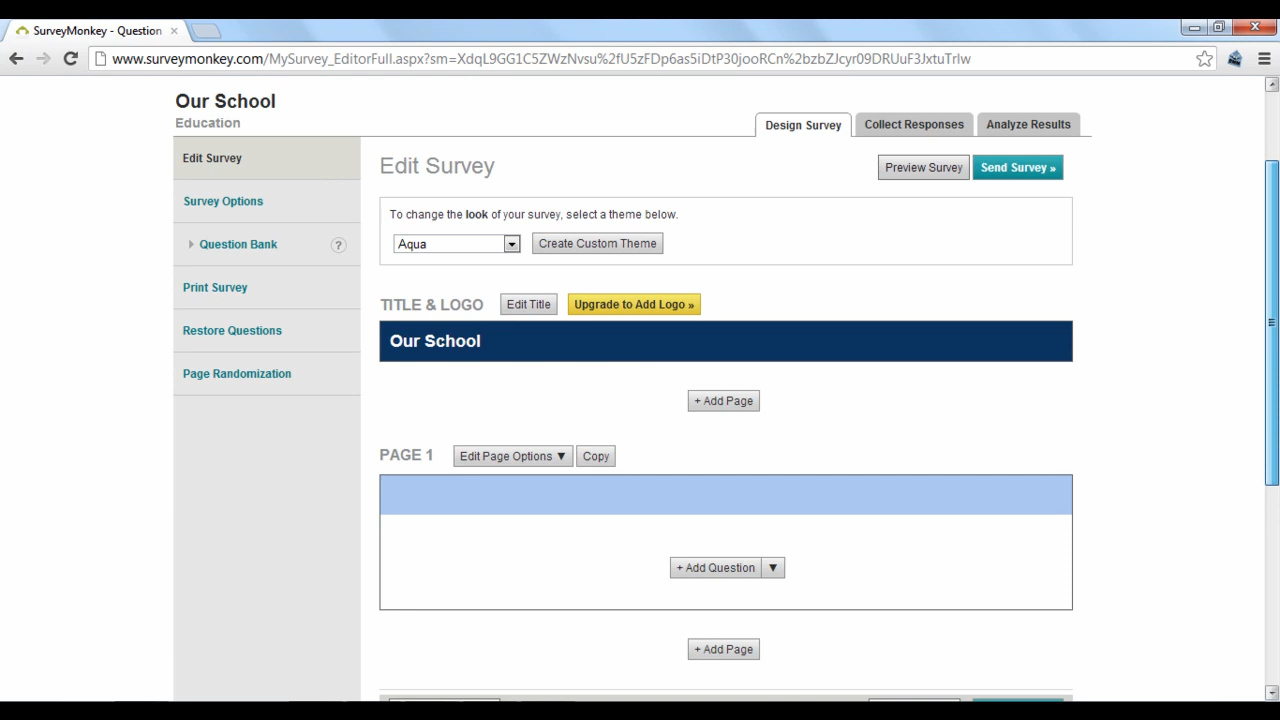 SurveyMonkey - Question
www.surveymonkey.com/MySurvey_EditorFull.aspx?sm=XdqL9GG1C5ZWSNvsu%2fU5zFDp6as5iDtP30jooRCn%2bzbZJcyr09DRUuF3JxtuTrIw
Our School
Education
Design Survey
Collect Responses
Analyze Results
Edit Survey
Survey Options
Question Bank
?
Print Survey
Restore Questions
Page Randomization
Edit Survey
Preview Survey
Send Survey »
To change the look of your survey, select a theme below.
Aqua
Create Custom Theme
TITLE & LOGO
Edit Title
Upgrade to Add Logo »
Our School
+ Add Page
PAGE 1
Edit Page Options ▼
Copy
+ Add Question ▼
+ Add Page